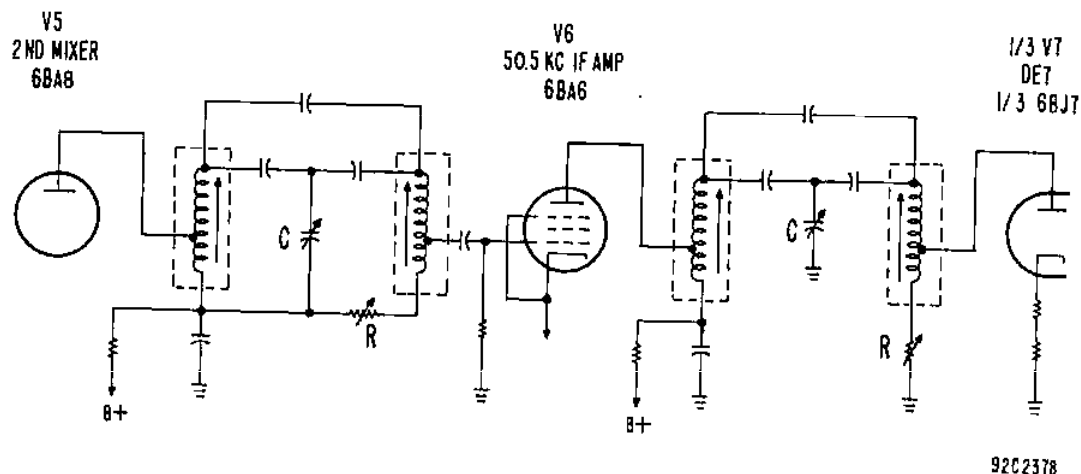 V5
2ND MIXER
6BA8
V6
50.5 KC IF AMP
6BA6
1/3 V7
DET
1/3 6BJ7
C
R
B+
C
R
B+
92C2378